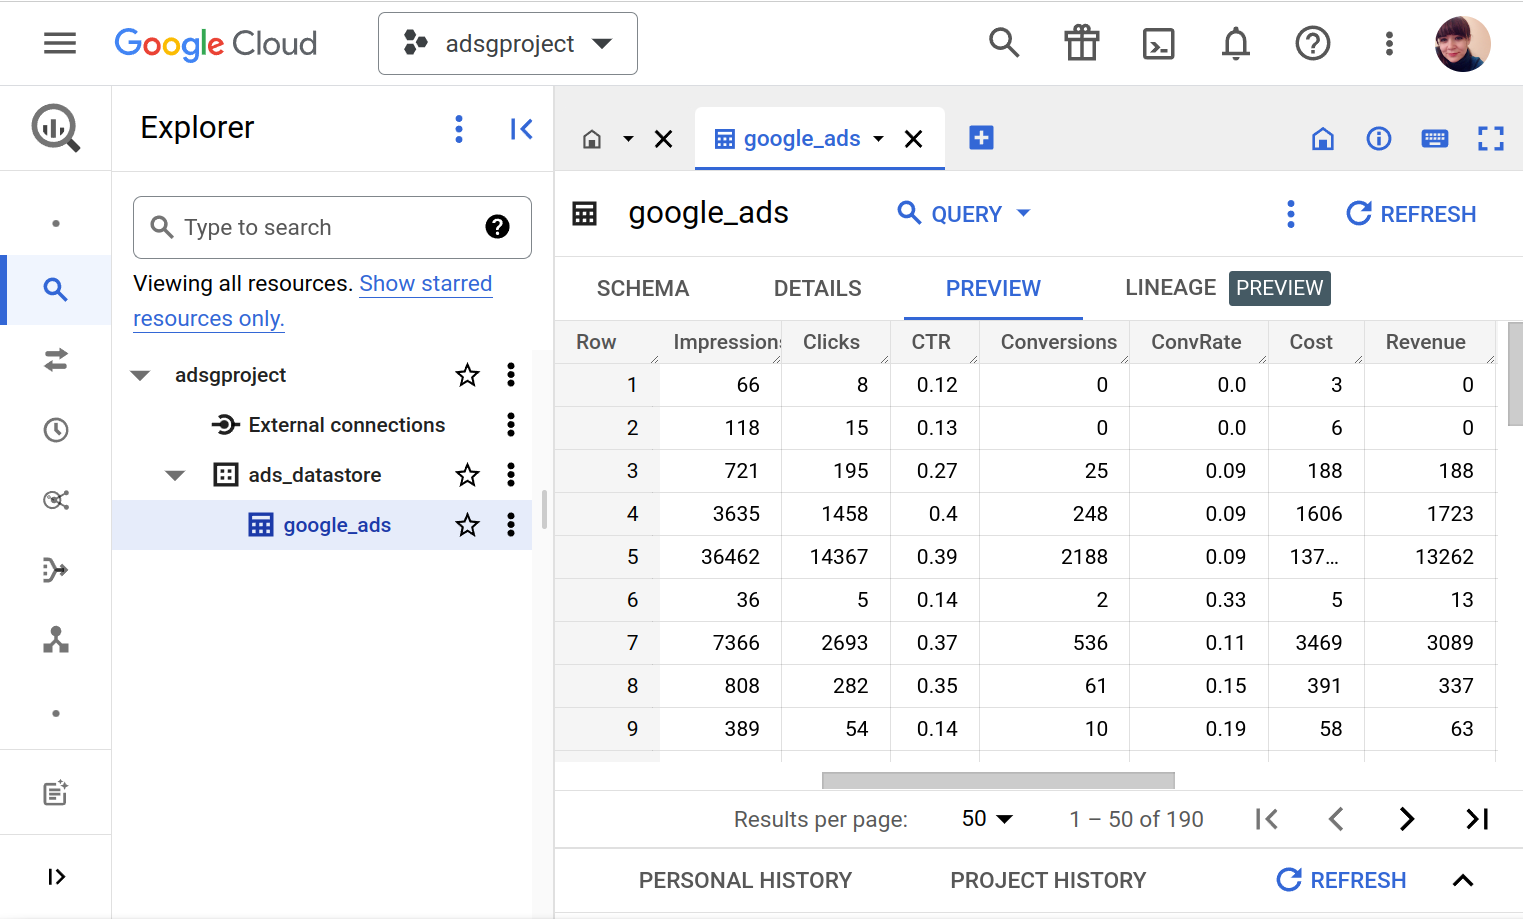 Google Cloud
adsgproject
Explorer
google_ads
Type to search
google_ads
QUERY
REFRESH
Viewing all resources. Show starred
resources only.
SCHEMA DETAILS PREVIEW LINEAGE PREVIEW
adsgproject
External connections
ads_datastore
google_ads
Row Impressions Clicks CTR Conversions ConvRate Cost Revenue
1 66 8 0.12 0 0.0 3 0
2 118 15 0.13 0 0.0 6 0
3 721 195 0.27 25 0.09 188 188
4 3635 1458 0.4 248 0.09 1606 1723
5 36462 14367 0.39 2188 0.09 137... 13262
6 36 5 0.14 2 0.33 5 13
7 7366 2693 0.37 536 0.11 3469 3089
8 808 282 0.35 61 0.15 391 337
9 389 54 0.14 10 0.19 58 63
Results per page: 50 1 – 50 of 190
PERSONAL HISTORY PROJECT HISTORY REFRESH